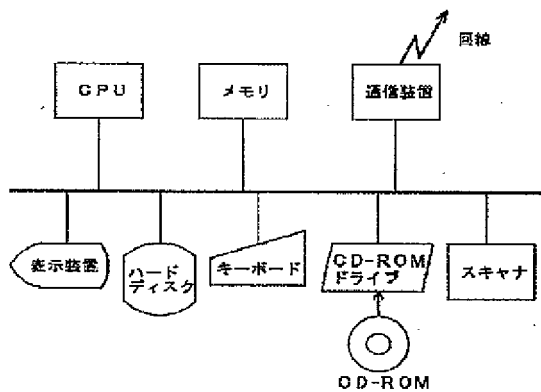 回線
CPU
メモリ
通信装置
表示装置
ハード
ディスク
キーボード
CD-ROM
ドライブ
スキャナ
CD-ROM